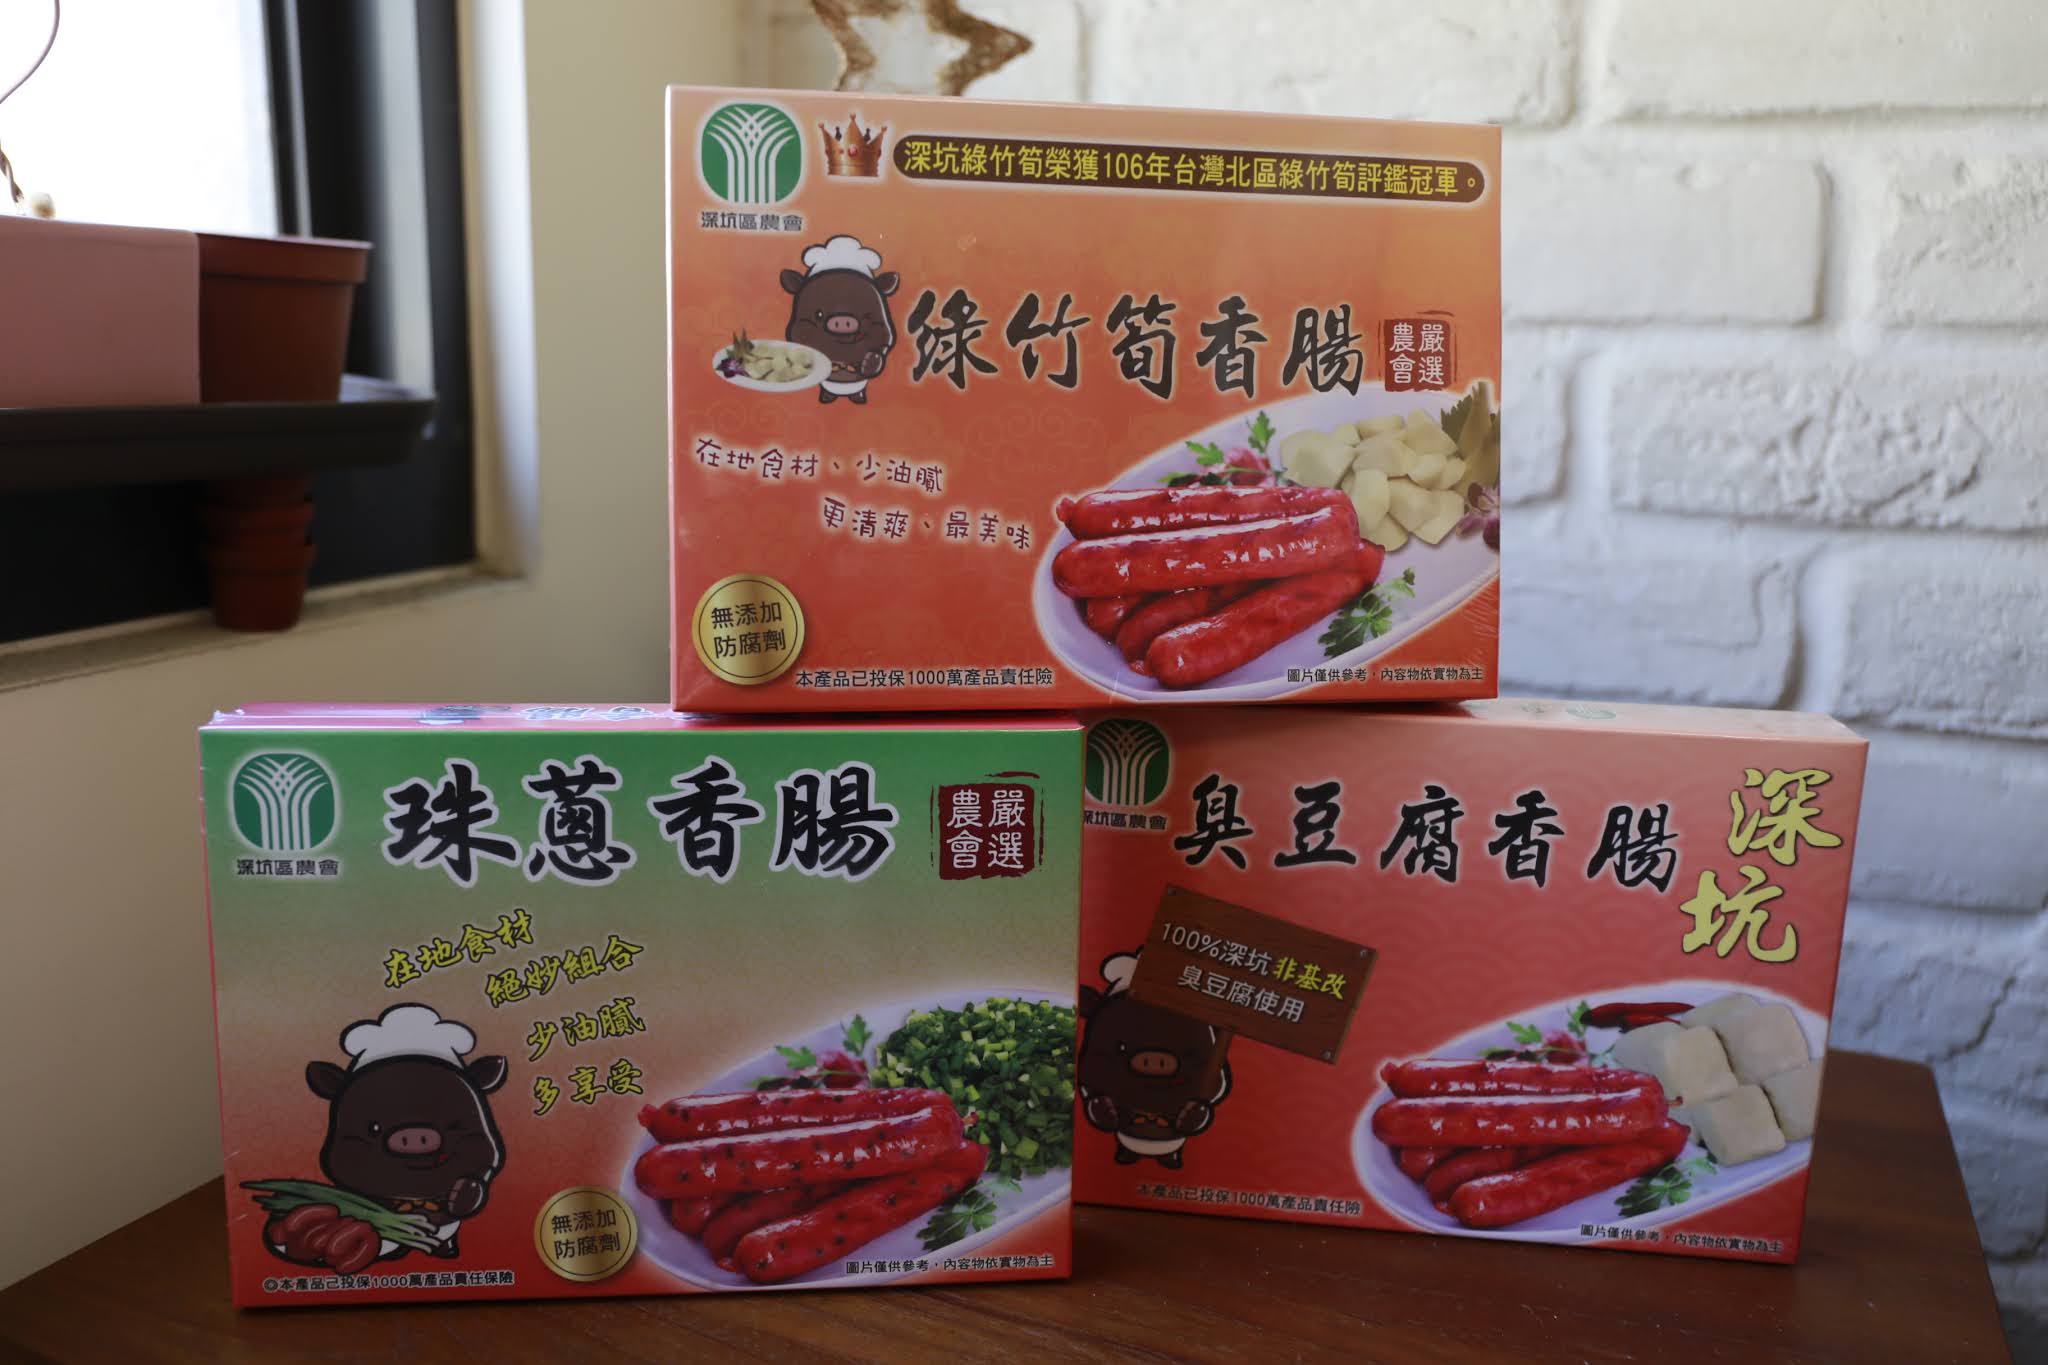 深坑區農會
深坑綠竹筍榮獲106年台灣北區綠竹筍評鑑冠軍。
綠竹筍香腸
嚴選
農會
在地食材、少油膩
更清爽、最美味
無添加
防腐劑
本產品已投保1000萬產品責任險
圖片僅供參考，內容物依實物為主
深坑區農會
珠蔥香腸
嚴選
農會
在地食材
絕妙組合
少油膩
多享受
無添加
防腐劑
◎本產品已投保1000萬產品責任保險
圖片僅供參考，內容物依實物為主
深坑區農會
臭豆腐香腸
深坑
100%深坑非基改
臭豆腐使用
本產品已投保1000萬產品責任險
圖片僅供參考，內容物依實物為主